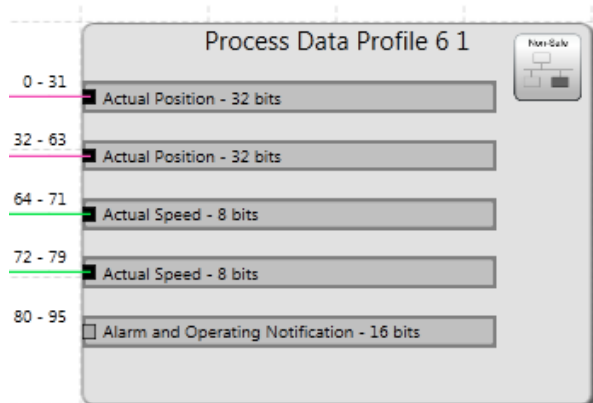 Process Data Profile 6 1
Non-Safe
0 - 31
Actual Position - 32 bits
32 - 63
Actual Position - 32 bits
64 - 71
Actual Speed - 8 bits
72 - 79
Actual Speed - 8 bits
80 - 95
Alarm and Operating Notification - 16 bits